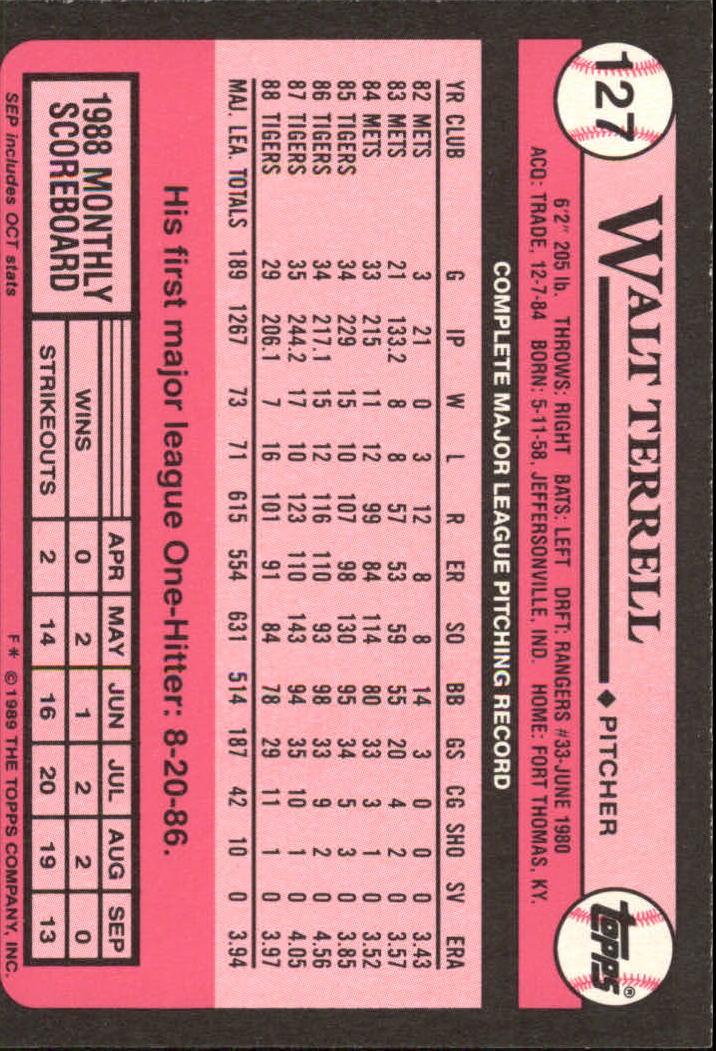 127
WALT TERRELL ♦ PITCHER
topps®
6'2" 205 lb. THROWS: RIGHT BATS: LEFT DRFT: RANGERS #33-JUNE 1980
ACQ: TRADE, 12-7-84 BORN: 5-11-58, JEFFERSONVILLE, IND. HOME: FORT THOMAS, KY.
COMPLETE MAJOR LEAGUE PITCHING RECORD
YR CLUB G IP W L R ER SO BB GS CG SHO SV ERA
82 METS 3 21 0 3 12 8 8 14 3 0 0 0 3.43
83 METS 21 133.2 8 8 57 53 59 55 20 4 2 0 3.57
84 METS 33 215 11 12 99 84 114 80 33 3 1 0 3.52
85 TIGERS 34 229 15 10 107 98 130 95 34 5 3 0 3.85
86 TIGERS 34 217.1 15 12 116 110 93 98 33 9 2 0 4.56
87 TIGERS 35 244.2 17 10 123 110 143 94 35 10 1 0 4.05
88 TIGERS 29 206.1 7 16 101 91 84 78 29 11 1 0 3.97
MAJ. LEA. TOTALS 189 1267 73 71 615 554 631 514 187 42 10 0 3.94
His first major league One-Hitter: 8-20-86.
1988 MONTHLY
SCOREBOARD
APR MAY JUN JUL AUG SEP
WINS 0 2 1 2 2 0
STRIKEOUTS 2 14 16 20 19 13
SEP includes OCT stats
F* ©1989 THE TOPPS COMPANY, INC.